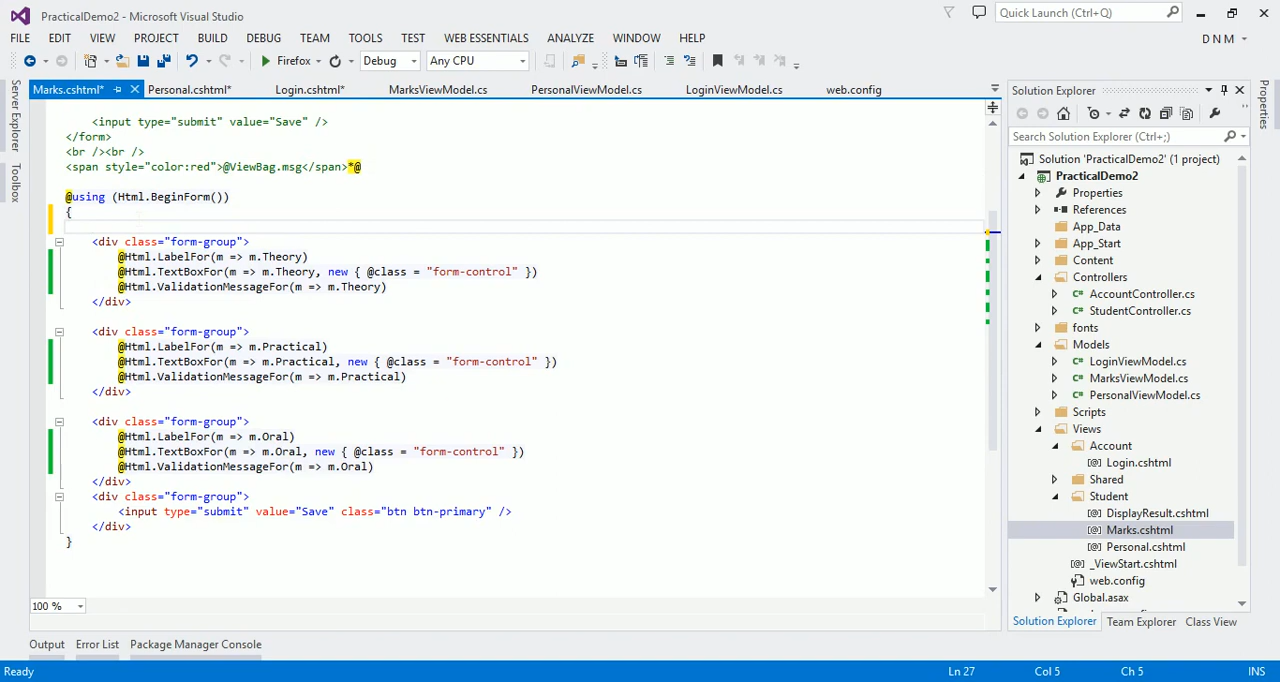 PracticalDemo2 - Microsoft Visual Studio
Quick Launch (Ctrl+Q)
FILE EDIT VIEW PROJECT BUILD DEBUG TEAM TOOLS TEST WEB ESSENTIALS ANALYZE WINDOW HELP
D N M
Firefox Debug Any CPU
Server Explorer
Toolbox
Marks.cshtml* Personal.cshtml* Login.cshtml* MarksViewModel.cs PersonalViewModel.cs LoginViewModel.cs web.config
<input type="submit" value="Save" />
</form>
<br /><br />
<span style="color:red">@ViewBag.msg</span>*@
@using (Html.BeginForm())
{
<div class="form-group">
@Html.LabelFor(m => m.Theory)
@Html.TextBoxFor(m => m.Theory, new { @class = "form-control" })
@Html.ValidationMessageFor(m => m.Theory)
</div>
<div class="form-group">
@Html.LabelFor(m => m.Practical)
@Html.TextBoxFor(m => m.Practical, new { @class = "form-control" })
@Html.ValidationMessageFor(m => m.Practical)
</div>
<div class="form-group">
@Html.LabelFor(m => m.Oral)
@Html.TextBoxFor(m => m.Oral, new { @class = "form-control" })
@Html.ValidationMessageFor(m => m.Oral)
</div>
<div class="form-group">
<input type="submit" value="Save" class="btn btn-primary" />
</div>
}
100 %
Solution Explorer
Search Solution Explorer (Ctrl+;)
Solution 'PracticalDemo2' (1 project)
PracticalDemo2
Properties
References
App_Data
App_Start
Content
Controllers
AccountController.cs
StudentController.cs
fonts
Models
LoginViewModel.cs
MarksViewModel.cs
PersonalViewModel.cs
Scripts
Views
Account
Login.cshtml
Shared
Student
DisplayResult.cshtml
Marks.cshtml
Personal.cshtml
_ViewStart.cshtml
web.config
Global.asax
Solution Explorer Team Explorer Class View
Properties
Output Error List Package Manager Console
Ready Ln 27 Col 5 Ch 5 INS